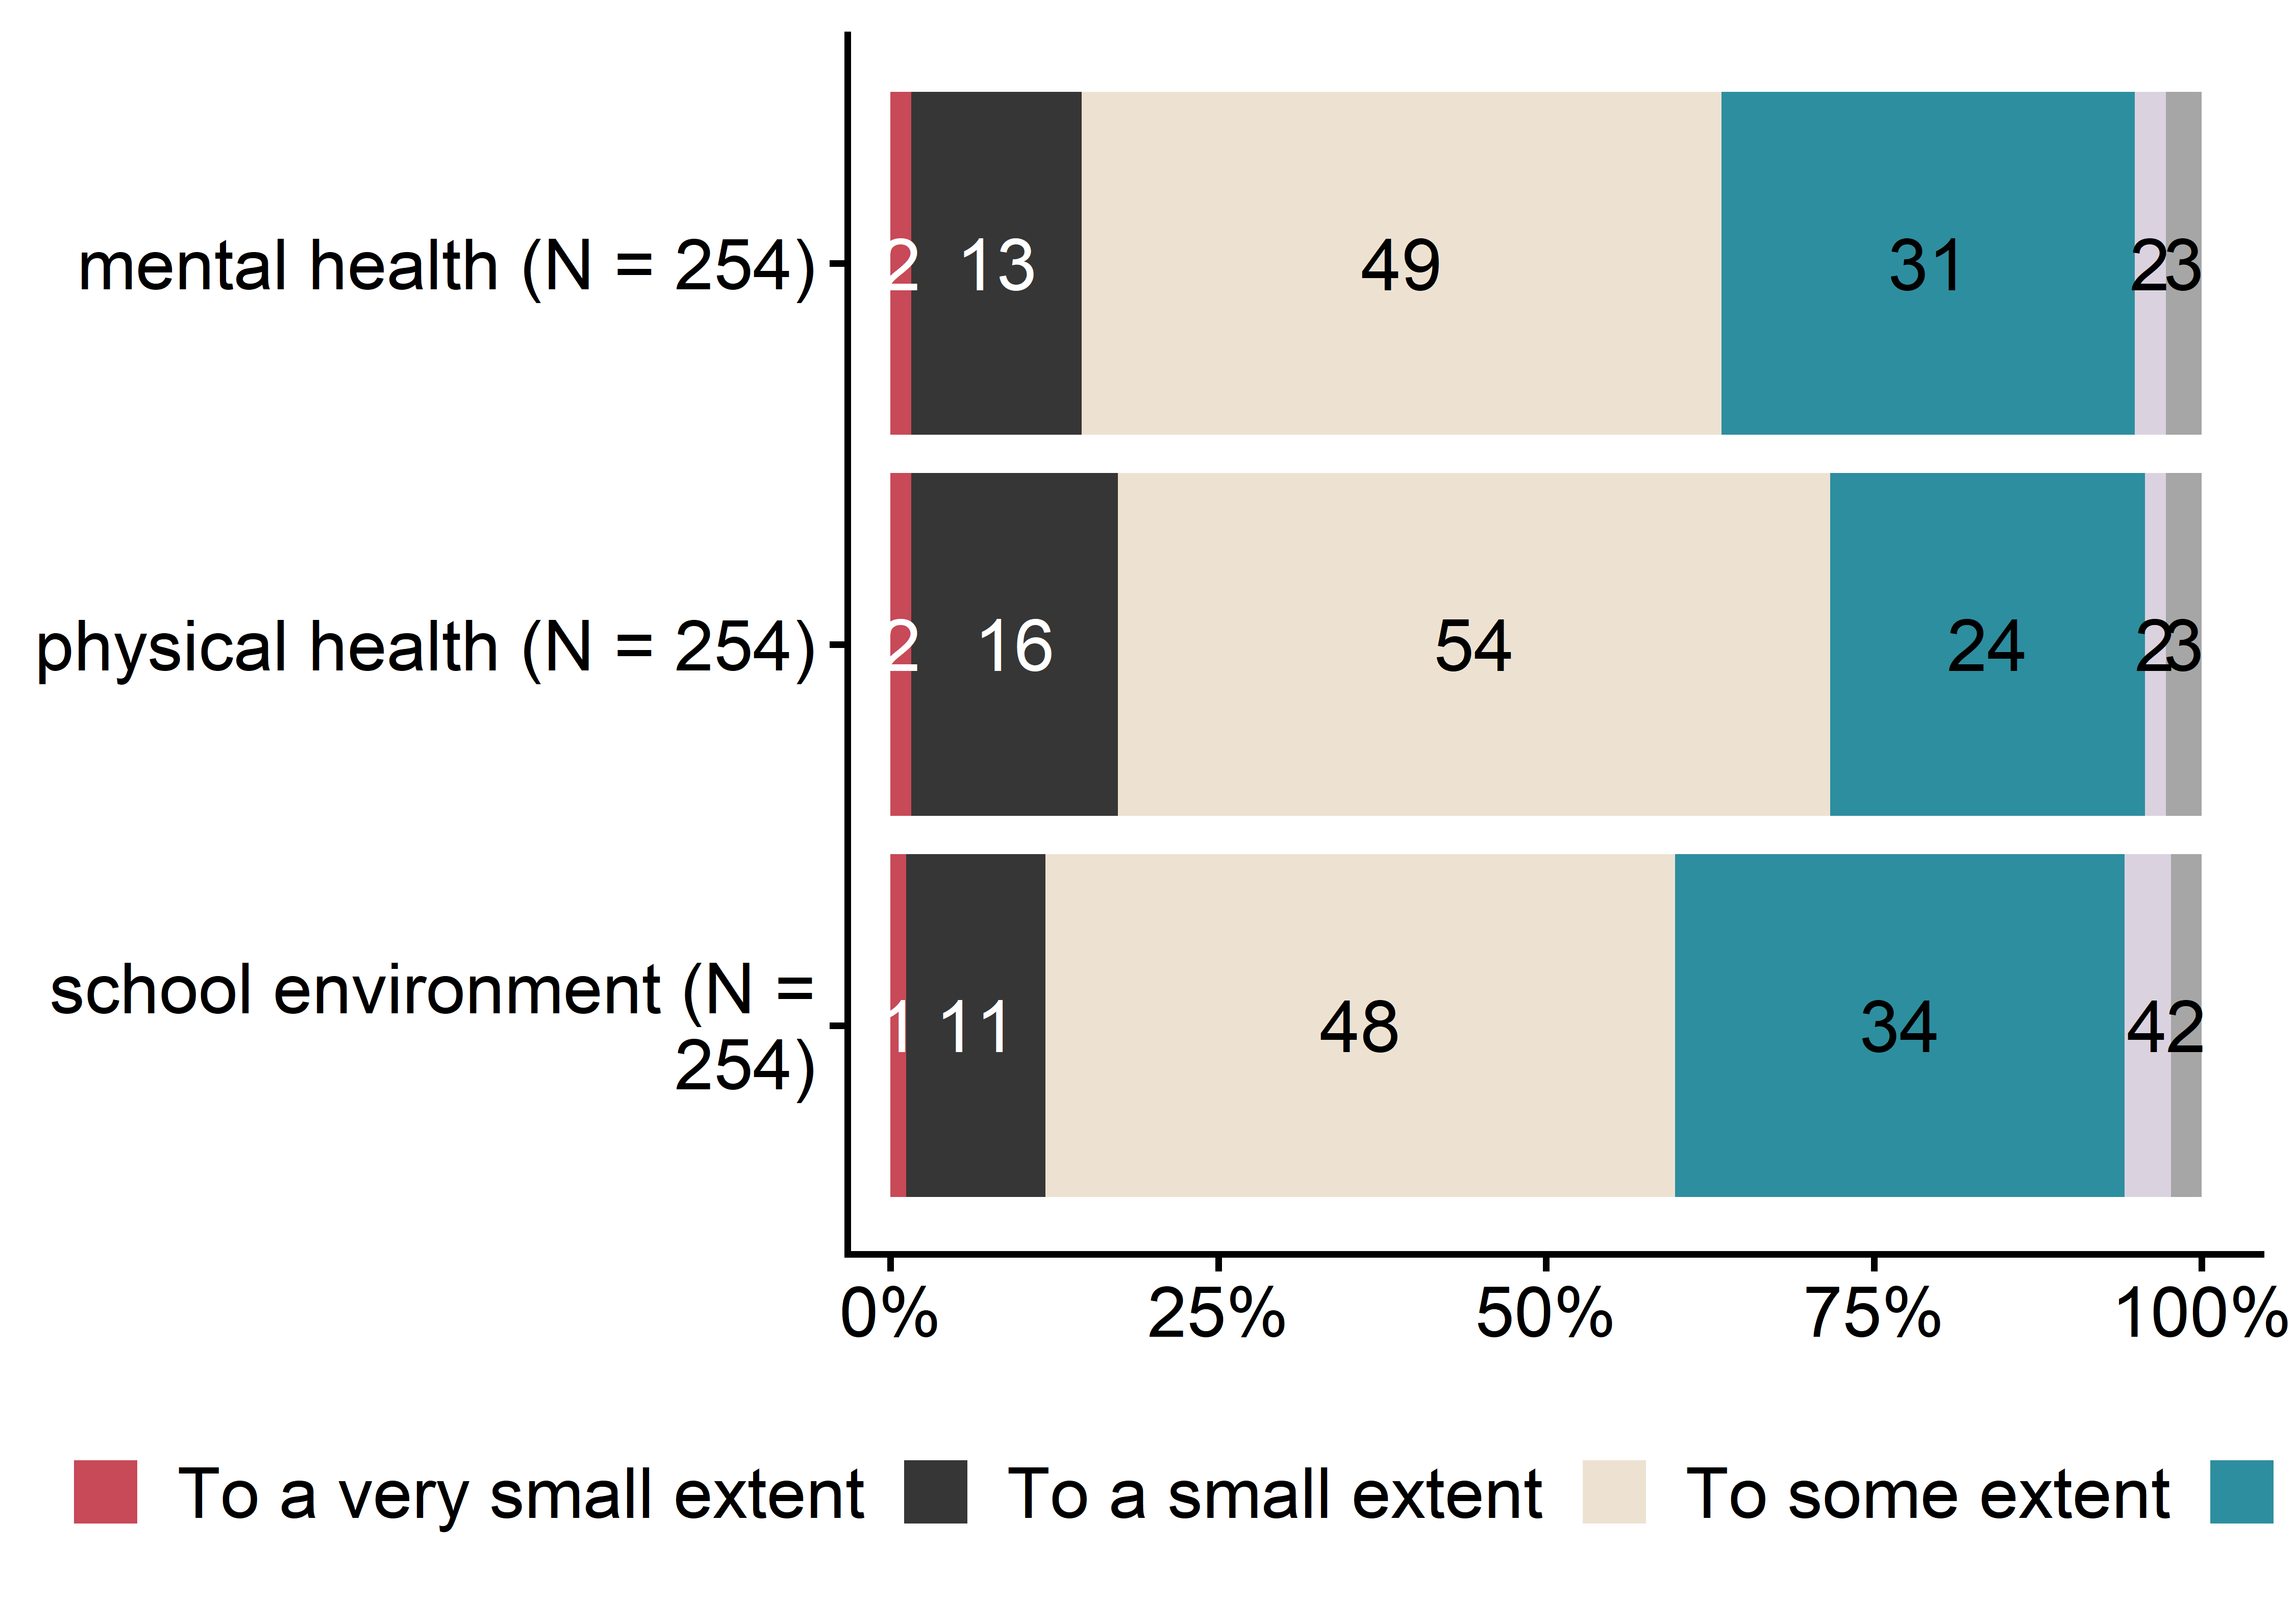 mental health (N = 254)
2 13 49 31 2 3
physical health (N = 254)
2 16 54 24 2 3
school environment (N =
254)
1 11 48 34 4 2
0% 25% 50% 75% 100%
To a very small extent To a small extent To some extent